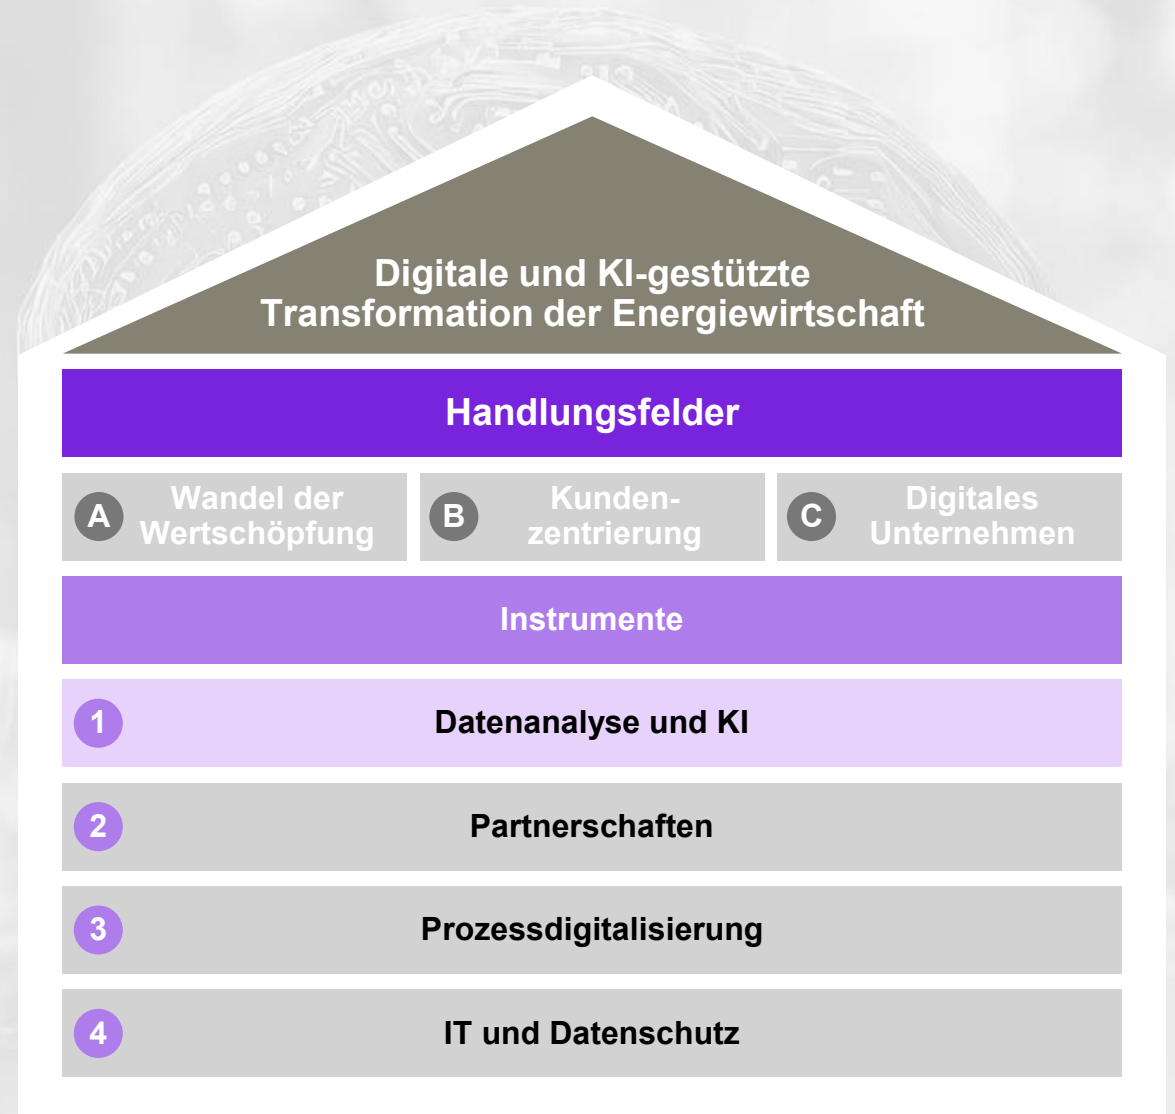 Digitale und KI-gestützte
Transformation der Energiewirtschaft
Handlungsfelder
A
Wandel der
Wertschöpfung
B
Kunden-
zentrierung
C
Digitales
Unternehmen
Instrumente
1
Datenanalyse und KI
2
Partnerschaften
3
Prozessdigitalisierung
4
IT und Datenschutz